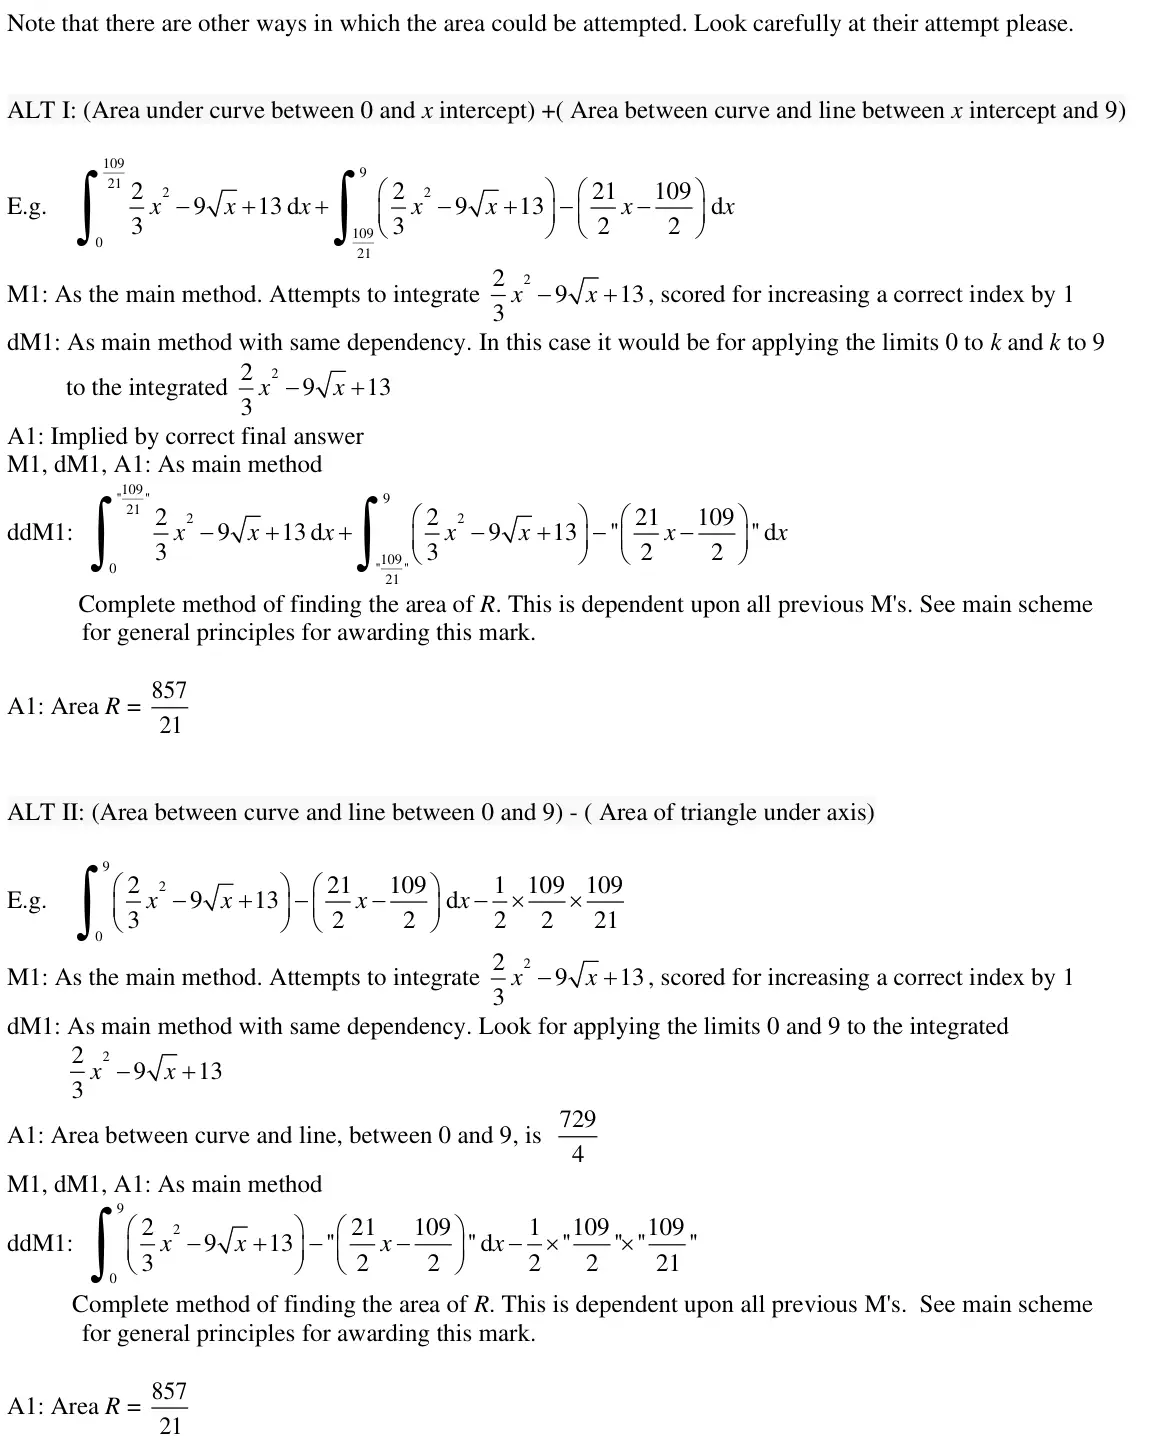 Note that there are other ways in which the area could be attempted. Look carefully at their attempt please.
ALT I: (Area under curve between 0 and x intercept) +( Area between curve and line between x intercept and 9)
E.g. ∫₀^(109/21) 2/3 x² − 9√x + 13 dx + ∫_(109/21)^9 (2/3 x² − 9√x + 13) − (21/2 x − 109/2) dx
M1: As the main method. Attempts to integrate 2/3 x² − 9√x + 13, scored for increasing a correct index by 1
dM1: As main method with same dependency. In this case it would be for applying the limits 0 to k and k to 9
to the integrated 2/3 x² − 9√x + 13
A1: Implied by correct final answer
M1, dM1, A1: As main method
ddM1: ∫₀^("109/21") 2/3 x² − 9√x + 13 dx + ∫_("109/21")^9 (2/3 x² − 9√x + 13) − "(21/2 x − 109/2)" dx
Complete method of finding the area of R. This is dependent upon all previous M's. See main scheme
for general principles for awarding this mark.
A1: Area R = 857/21
ALT II: (Area between curve and line between 0 and 9) - ( Area of triangle under axis)
E.g. ∫₀^9 (2/3 x² − 9√x + 13) − (21/2 x − 109/2) dx − 1/2 × 109/2 × 109/21
M1: As the main method. Attempts to integrate 2/3 x² − 9√x + 13, scored for increasing a correct index by 1
dM1: As main method with same dependency. Look for applying the limits 0 and 9 to the integrated
2/3 x² − 9√x + 13
A1: Area between curve and line, between 0 and 9, is 729/4
M1, dM1, A1: As main method
ddM1: ∫₀^9 (2/3 x² − 9√x + 13) − "(21/2 x − 109/2)" dx − 1/2 × "109/2" × "109/21"
Complete method of finding the area of R. This is dependent upon all previous M's. See main scheme
for general principles for awarding this mark.
A1: Area R = 857/21